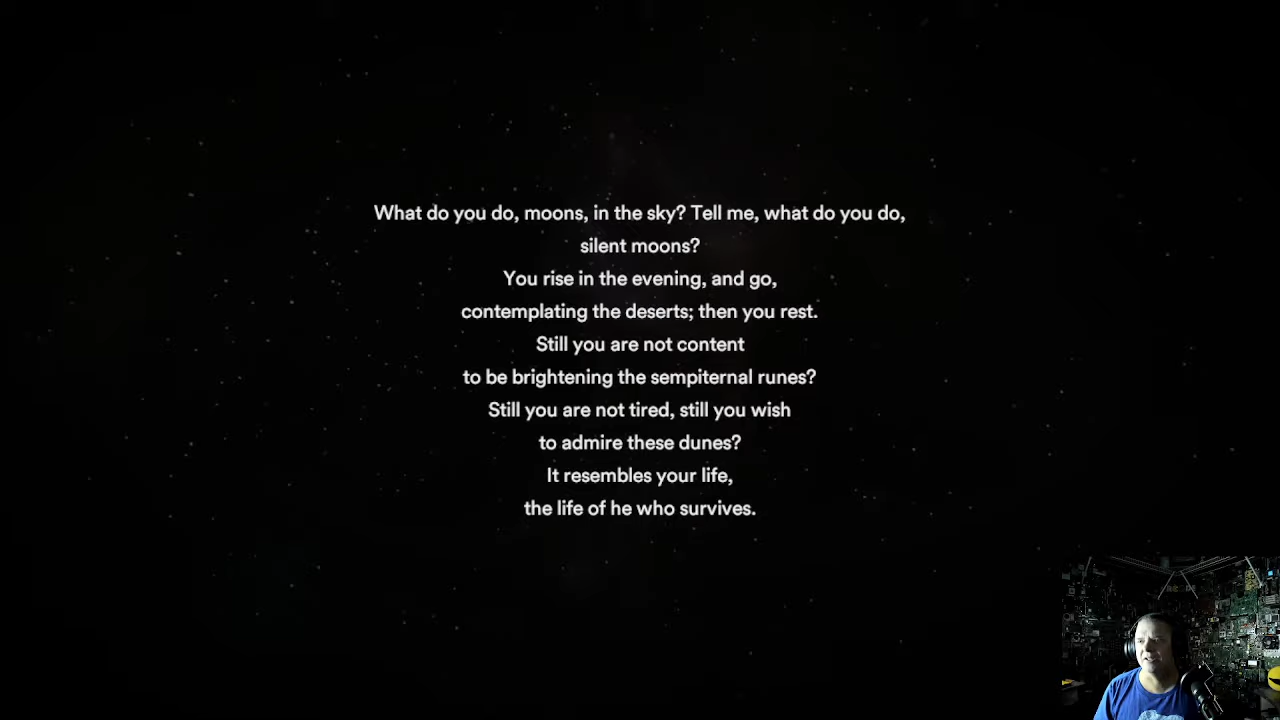 What do you do, moons, in the sky? Tell me, what do you do,
silent moons?
You rise in the evening, and go,
contemplating the deserts; then you rest.
Still you are not content
to be brightening the sempiternal runes?
Still you are not tired, still you wish
to admire these dunes?
It resembles your life,
the life of he who survives.